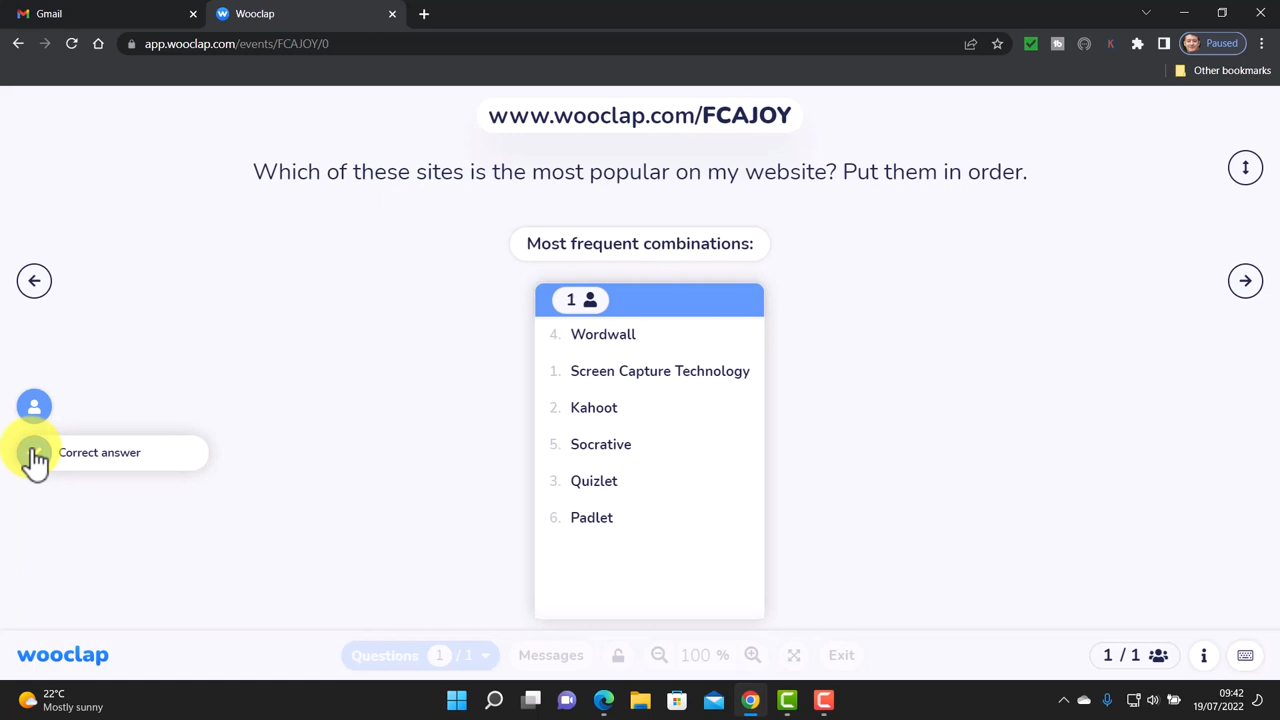 Gmail
Wooclap
app.wooclap.com/events/FCAJOY/0
Paused
Other bookmarks
www.wooclap.com/FCAJOY
Which of these sites is the most popular on my website? Put them in order.
Most frequent combinations:
1
4. Wordwall
1. Screen Capture Technology
2. Kahoot
5. Socrative
3. Quizlet
6. Padlet
Correct answer
wooclap
Questions 1 / 1
Messages
100 %
Exit
1 / 1
22°C
Mostly sunny
09:42
19/07/2022